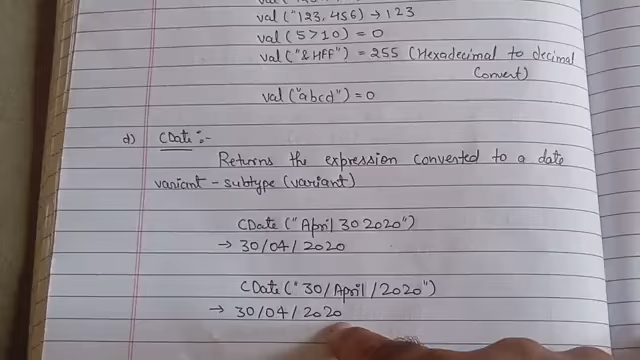 val("123,456) → 123
val (5>10) = 0
val ("&HFF") = 255 (Hexadecimal to decimal
Convert)
val ("abcd") = 0
d) CDate :-
Returns the expression converted to a date
variant - subtype (variant)
CDate ("April 30 2020")
→ 30/04/2020
CDate ("30/April/2020")
→ 30/04/2020